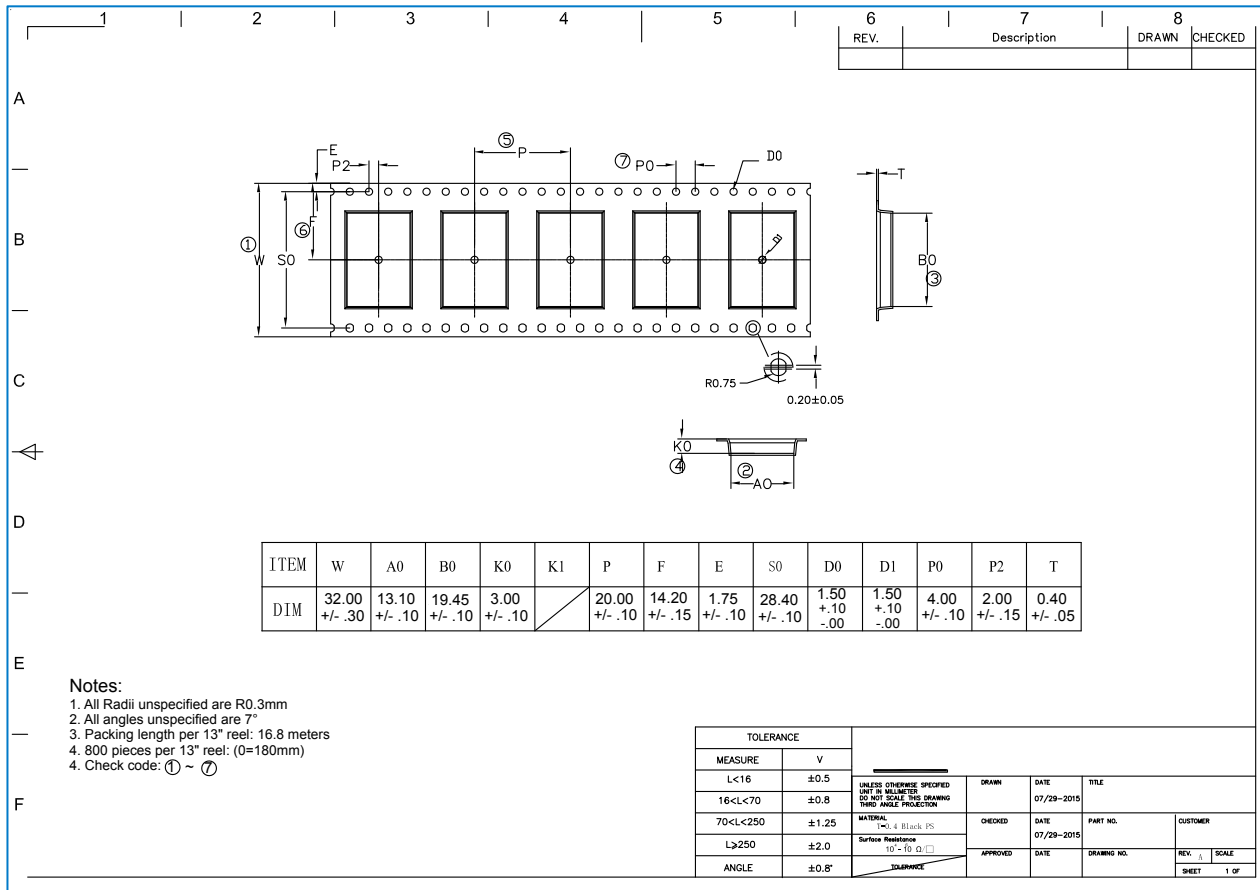 1 2 3 4 5 6 7 8
REV. Description DRAWN CHECKED
A
B
C
D
E
F
E
P2
⑤
P
⑦ P0
D0
T
F
⑥
① W
S0
D1
B0
③
R0.75
0.20±0.05
K0
④
②
A0
ITEM W A0 B0 K0 K1 P F E S0 D0 D1 P0 P2 T
DIM 32.00 +/- .30 13.10 +/- .10 19.45 +/- .10 3.00 +/- .10 20.00 +/- .10 14.20 +/- .15 1.75 +/- .10 28.40 +/- .10 1.50 +.10 -.00 1.50 +.10 -.00 4.00 +/- .10 2.00 +/- .15 0.40 +/- .05
Notes:
1. All Radii unspecified are R0.3mm
2. All angles unspecified are 7°
3. Packing length per 13" reel: 16.8 meters
4. 800 pieces per 13" reel: (0=180mm)
4. Check code: ① ~ ⑦
TOLERANCE
MEASURE V
L<16 ±0.5
16<L<70 ±0.8
70<L<250 ±1.25
L≥250 ±2.0
ANGLE ±0.8°
UNLESS OTHERWISE SPECIFIED
UNIT IN MILLIMETER
DO NOT SCALE THIS DRAWING
THIRD ANGLE PROJECTION
MATERIAL
T=0.4 Black PS
Surface Resistance
Ω/□
TOLERANCE
DRAWN DATE TITLE
07/29-2015
CHECKED DATE PART NO. CUSTOMER
07/29-2015
APPROVED DATE DRAWING NO. REV. A SCALE
SHEET 1 OF